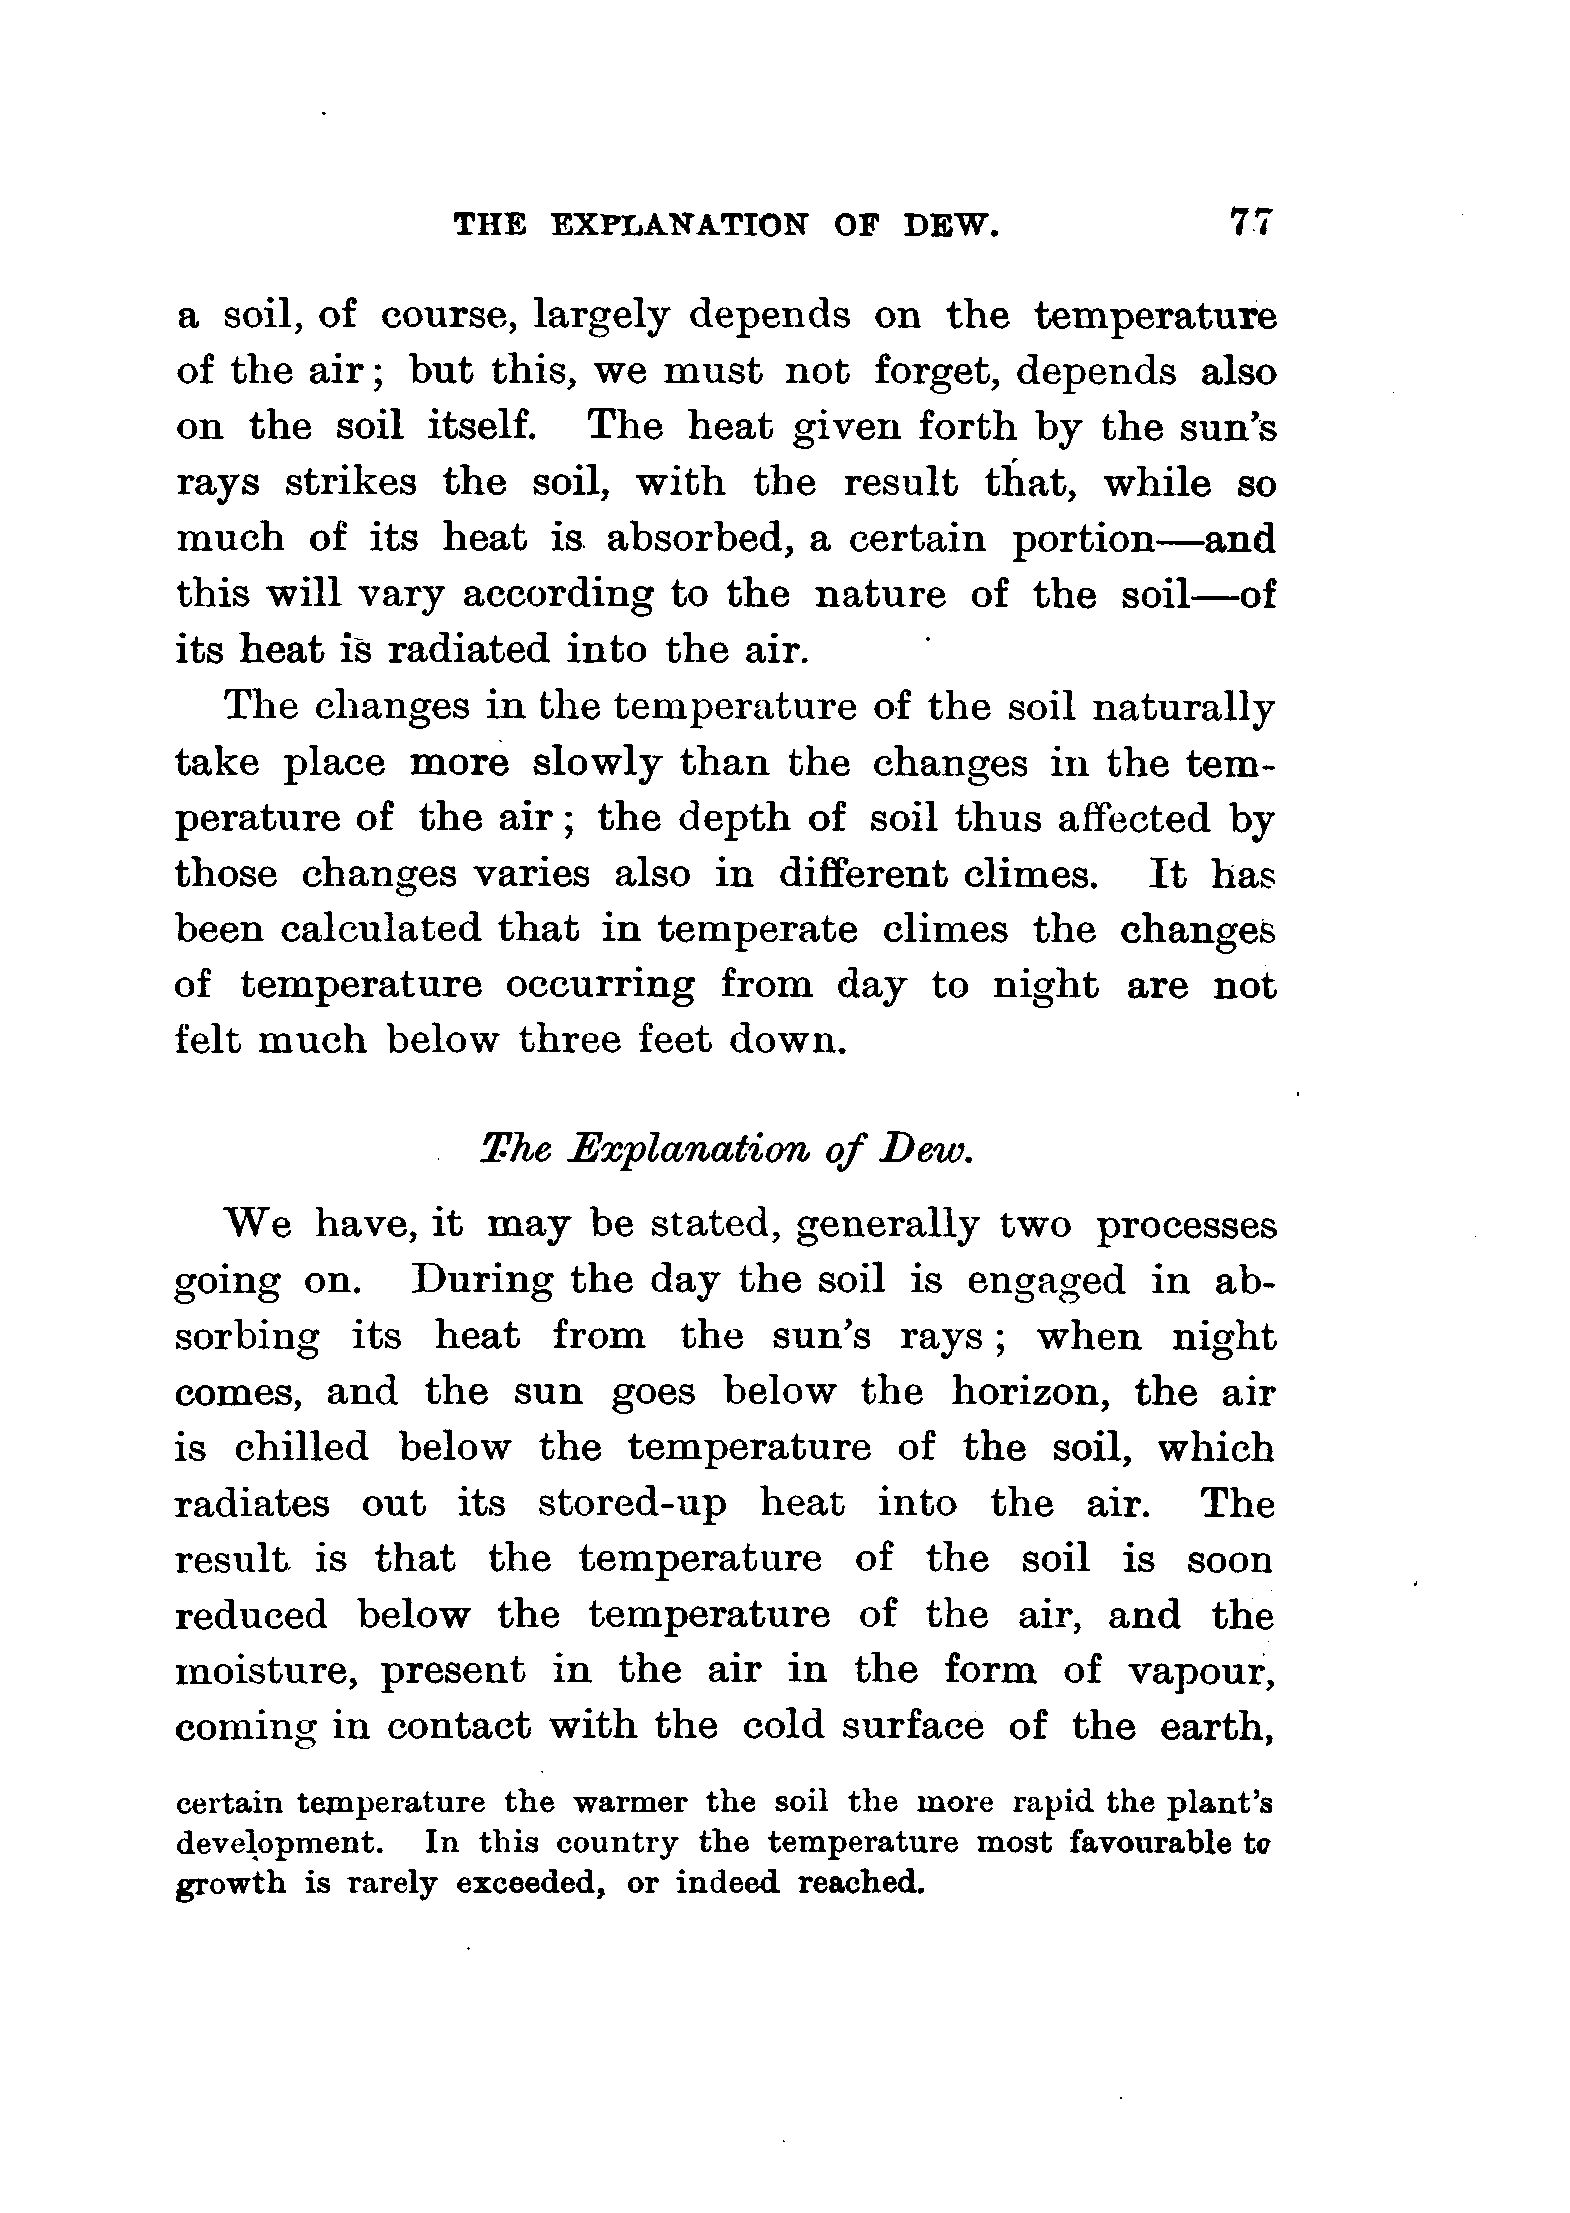 THE EXPLANATION OF DEW. 77
a soil, of course, largely depends on the temperature
of the air; but this, we must not forget, depends also
on the soil itself. The heat given forth by the sun's
rays strikes the soil, with the result that, while so
much of its heat is absorbed, a certain portion—and
this will vary according to the nature of the soil—of
its heat is radiated into the air.
The changes in the temperature of the soil naturally
take place more slowly than the changes in the tem-
perature of the air; the depth of soil thus affected by
those changes varies also in different climes. It has
been calculated that in temperate climes the changes
of temperature occurring from day to night are not
felt much below three feet down.
The Explanation of Dew.
We have, it may be stated, generally two processes
going on. During the day the soil is engaged in ab-
sorbing its heat from the sun's rays; when night
comes, and the sun goes below the horizon, the air
is chilled below the temperature of the soil, which
radiates out its stored-up heat into the air. The
result is that the temperature of the soil is soon
reduced below the temperature of the air, and the
moisture, present in the air in the form of vapour,
coming in contact with the cold surface of the earth,
certain temperature the warmer the soil the more rapid the plant's
development. In this country the temperature most favourable to
growth is rarely exceeded, or indeed reached.